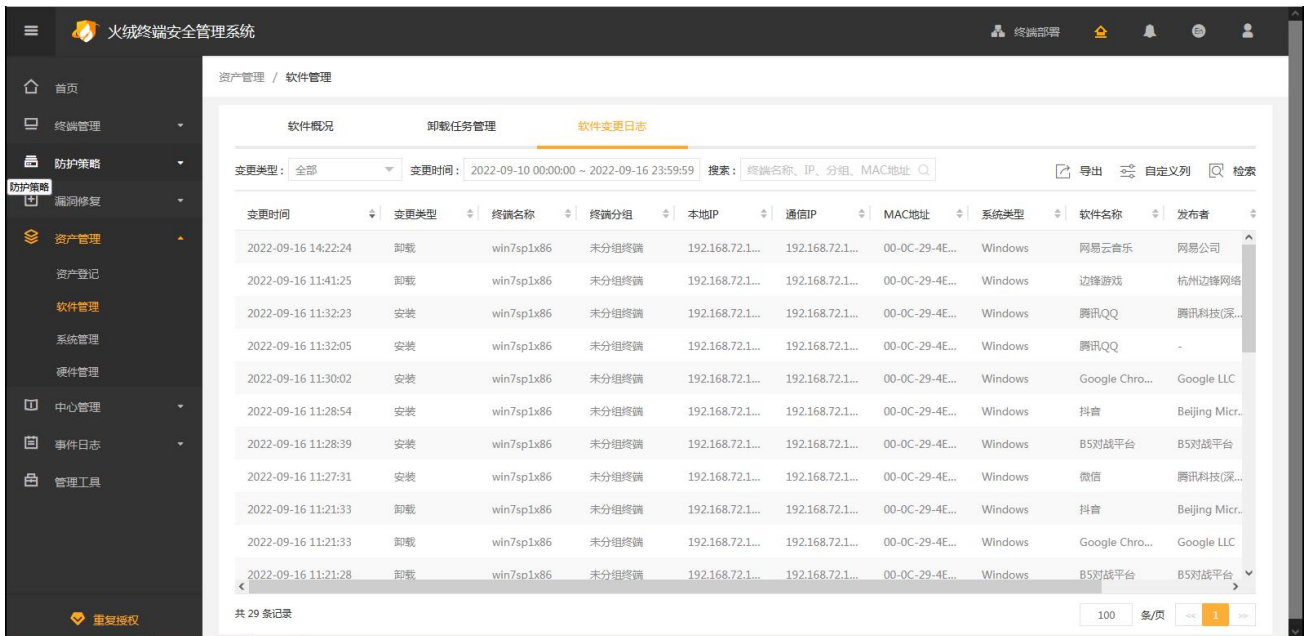 火绒终端安全管理系统
终端部署
En
首页
终端管理
防护策略
防护策略
漏洞修复
资产管理
资产登记
软件管理
系统管理
硬件管理
中心管理
事件日志
管理工具
重复授权
资产管理 / 软件管理
软件概况 卸载任务管理 软件变更日志
变更类型： 全部 变更时间： 2022-09-10 00:00:00 ~ 2022-09-16 23:59:59 搜索： 终端名称、IP、分组、MAC地址 导出 自定义列 检索
变更时间 变更类型 终端名称 终端分组 本地IP 通信IP MAC地址 系统类型 软件名称 发布者
2022-09-16 14:22:24 卸载 win7sp1x86 未分组终端 192.168.72.1... 192.168.72.1... 00-0C-29-4E... Windows 网易云音乐 网易公司
2022-09-16 11:41:25 卸载 win7sp1x86 未分组终端 192.168.72.1... 192.168.72.1... 00-0C-29-4E... Windows 边锋游戏 杭州边锋网络
2022-09-16 11:32:23 安装 win7sp1x86 未分组终端 192.168.72.1... 192.168.72.1... 00-0C-29-4E... Windows 腾讯QQ 腾讯科技(深...
2022-09-16 11:32:05 安装 win7sp1x86 未分组终端 192.168.72.1... 192.168.72.1... 00-0C-29-4E... Windows 腾讯QQ -
2022-09-16 11:30:02 安装 win7sp1x86 未分组终端 192.168.72.1... 192.168.72.1... 00-0C-29-4E... Windows Google Chro... Google LLC
2022-09-16 11:28:54 安装 win7sp1x86 未分组终端 192.168.72.1... 192.168.72.1... 00-0C-29-4E... Windows 抖音 Beijing Micr...
2022-09-16 11:28:39 安装 win7sp1x86 未分组终端 192.168.72.1... 192.168.72.1... 00-0C-29-4E... Windows B5对战平台 B5对战平台
2022-09-16 11:27:31 安装 win7sp1x86 未分组终端 192.168.72.1... 192.168.72.1... 00-0C-29-4E... Windows 微信 腾讯科技(深...
2022-09-16 11:21:33 卸载 win7sp1x86 未分组终端 192.168.72.1... 192.168.72.1... 00-0C-29-4E... Windows 抖音 Beijing Micr...
2022-09-16 11:21:33 卸载 win7sp1x86 未分组终端 192.168.72.1... 192.168.72.1... 00-0C-29-4E... Windows Google Chro... Google LLC
2022-09-16 11:21:28 卸载 win7sp1x86 未分组终端 192.168.72.1... 192.168.72.1... 00-0C-29-4E... Windows B5对战平台 B5对战平台
共 29 条记录 100 条/页 << 1 >>